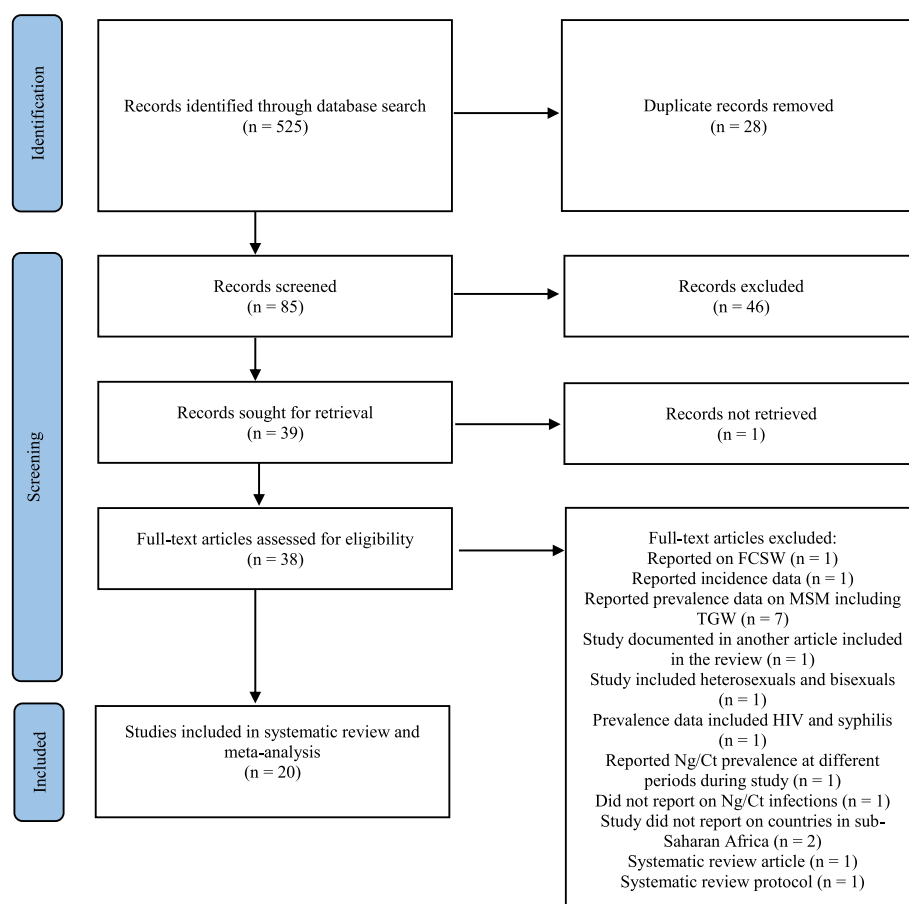 Identification
Records identified through database search
(n = 525)
Duplicate records removed
(n = 28)
Screening
Records screened
(n = 85)
Records excluded
(n = 46)
Records sought for retrieval
(n = 39)
Records not retrieved
(n = 1)
Full-text articles assessed for eligibility
(n = 38)
Full-text articles excluded:
Reported on FCSW (n = 1)
Reported incidence data (n = 1)
Reported prevalence data on MSM including
TGW (n = 7)
Study documented in another article included
in the review (n = 1)
Study included heterosexuals and bisexuals
(n = 1)
Prevalence data included HIV and syphilis
(n = 1)
Reported Ng/Ct prevalence at different
periods during study (n = 1)
Did not report on Ng/Ct infections (n = 1)
Study did not report on countries in sub-
Saharan Africa (n = 2)
Systematic review article (n = 1)
Systematic review protocol (n = 1)
Included
Studies included in systematic review and
meta-analysis
(n = 20)